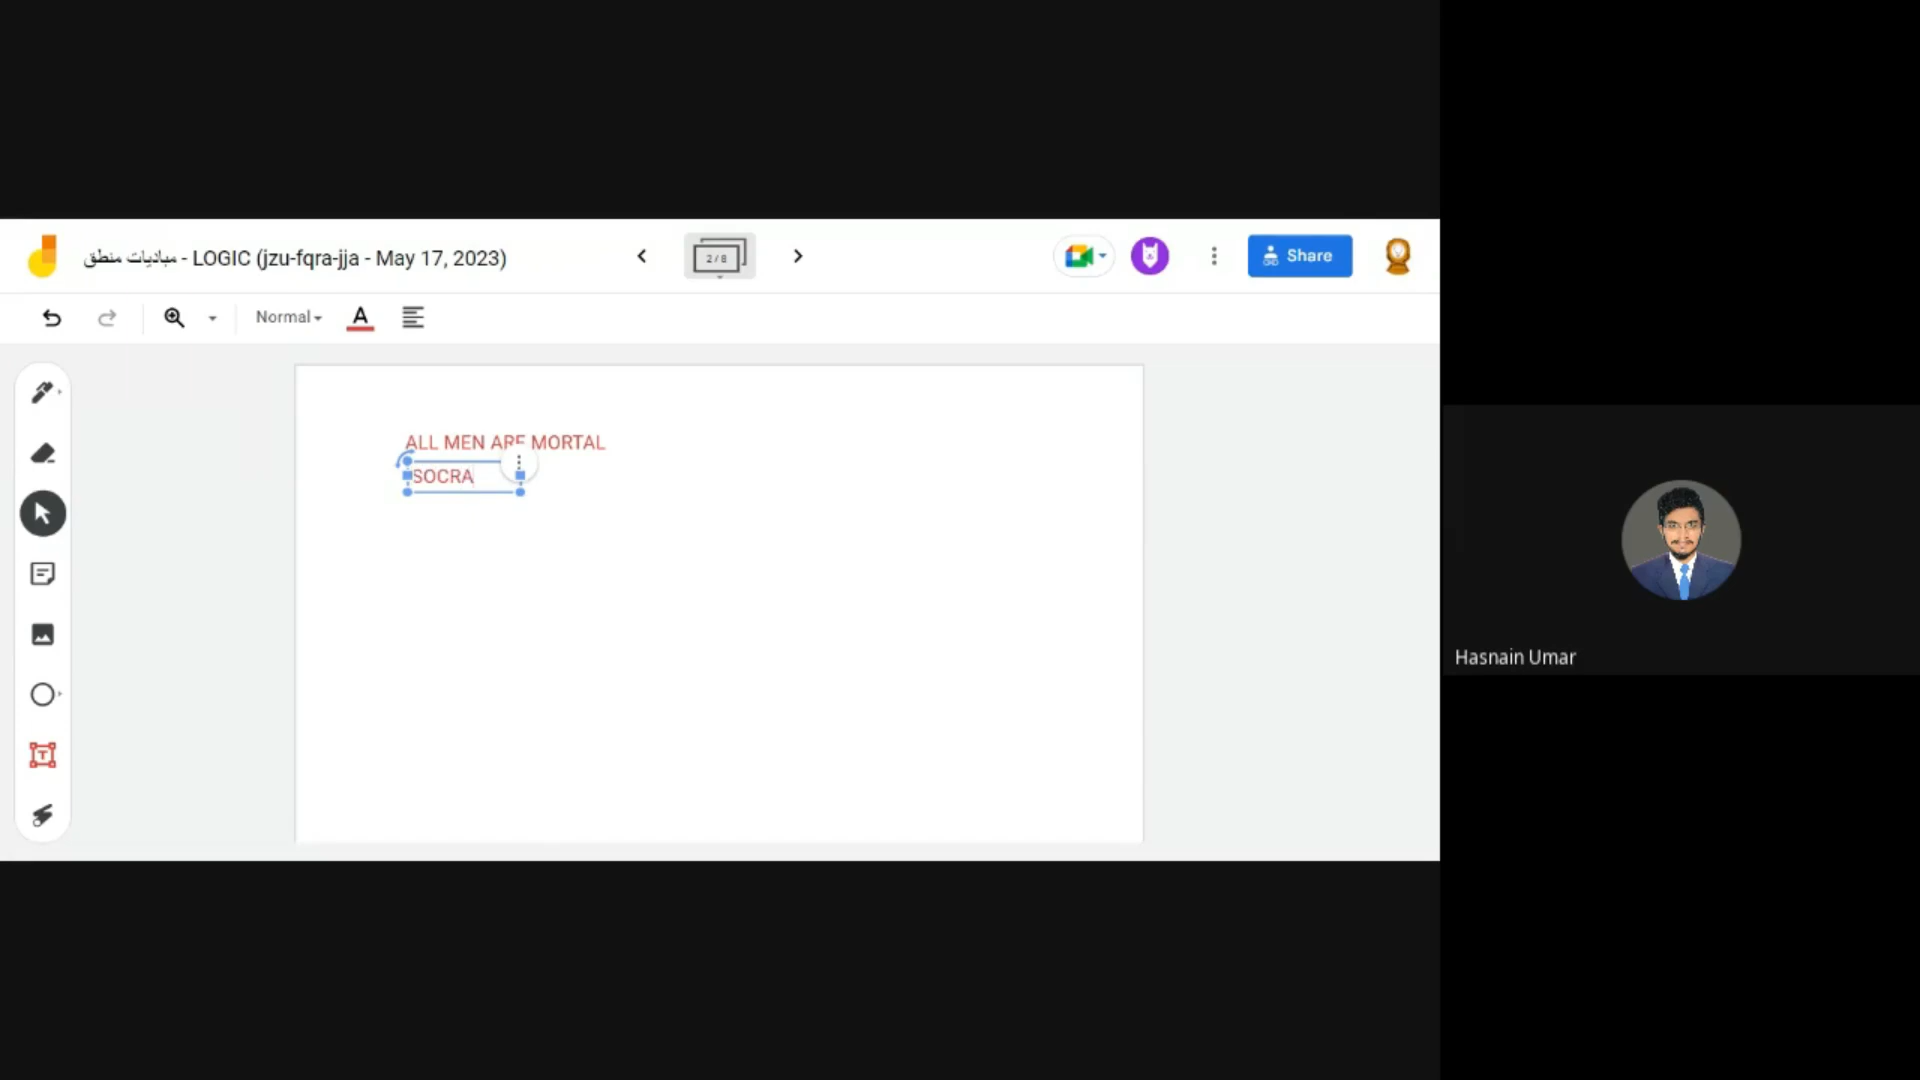 مبادیات منطق - LOGIC (jzu-fqra-jja - May 17, 2023)
2 / 8
Share
Normal
A
ALL MEN ARE MORTAL
SOCRA
T
Hasnain Umar